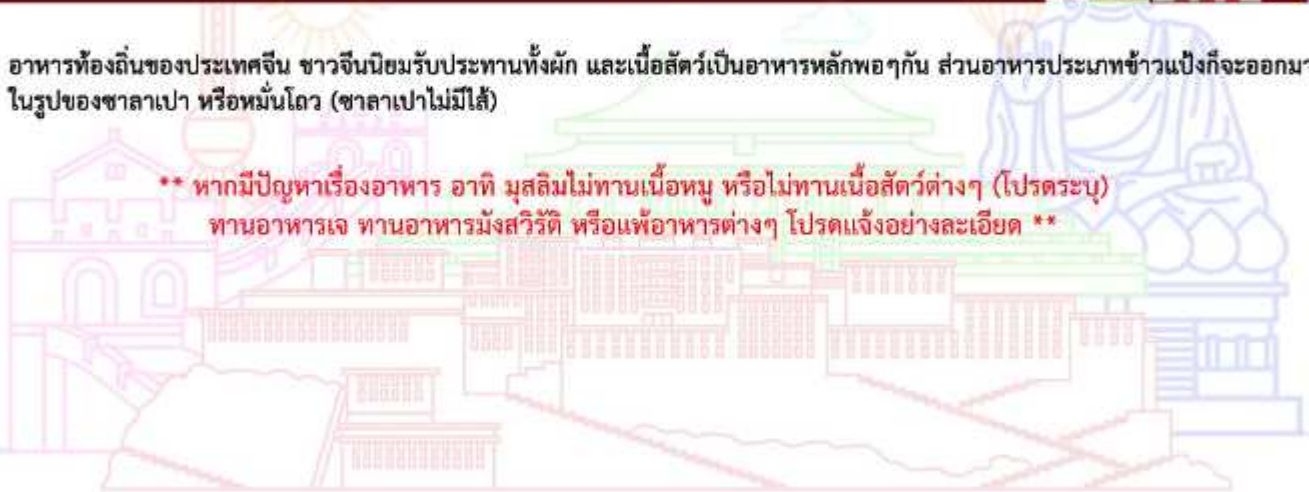 อาหารท้องถิ่นของประเทศจีน ชาวจีนนิยมรับประทานทั้งผัก และเนื้อสัตว์เป็นอาหารหลักพอๆกัน ส่วนอาหารประเภทข้าวแป้งก็จะออกมา
ในรูปของซาลาเปา หรือหมั่นโถว (ซาลาเปาไม่มีไส้)
** หากมีปัญหาเรื่องอาหาร อาทิ มุสลิมไม่ทานเนื้อหมู หรือไม่ทานเนื้อสัตว์ต่างๆ (โปรดระบุ)
ทานอาหารเจ ทานอาหารมังสวิรัติ หรือแพ้อาหารต่างๆ โปรดแจ้งอย่างละเอียด **